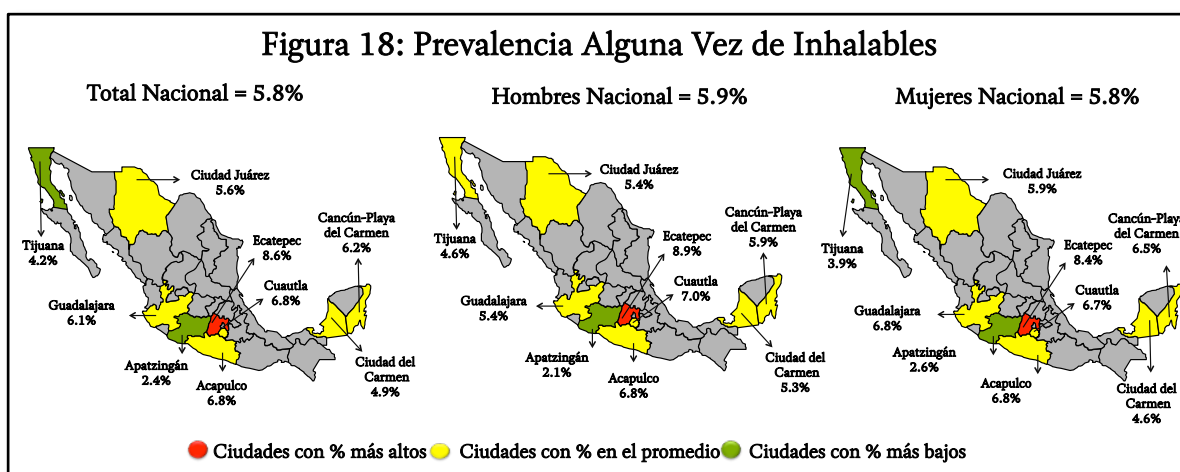 Figura 18: Prevalencia Alguna Vez de Inhalables
Total Nacional = 5.8%
Ciudad Juárez
5.6%
Cancún-Playa
del Carmen
6.2%
Ecatepec
8.6%
Tijuana
4.2%
Cuautla
6.8%
Guadalajara
6.1%
Apatzingán
2.4%
Acapulco
6.8%
Ciudad del
Carmen
4.9%
Hombres Nacional = 5.9%
Ciudad Juárez
5.4%
Cancún-Playa
del Carmen
5.9%
Ecatepec
8.9%
Tijuana
4.6%
Cuautla
7.0%
Guadalajara
5.4%
Apatzingán
2.1%
Acapulco
6.8%
Ciudad del
Carmen
5.3%
Mujeres Nacional = 5.8%
Ciudad Juárez
5.9%
Cancún-Playa
del Carmen
6.5%
Ecatepec
8.4%
Tijuana
3.9%
Cuautla
6.7%
Guadalajara
6.8%
Apatzingán
2.6%
Acapulco
6.8%
Ciudad del
Carmen
4.6%
Ciudades con % más altos
Ciudades con % en el promedio
Ciudades con % más bajos